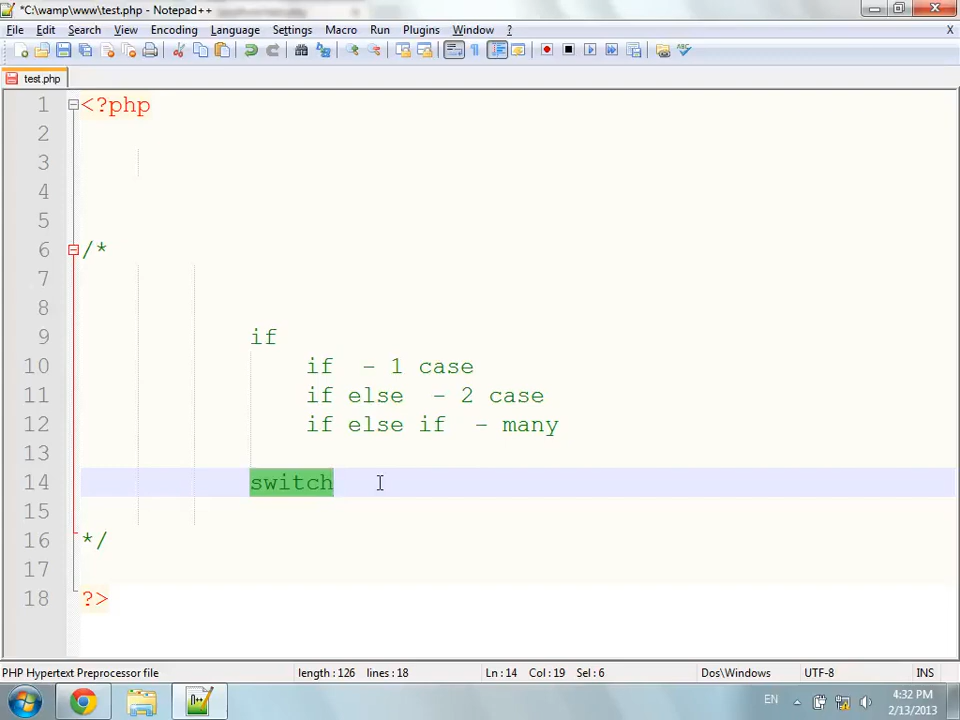 *C:\wamp\www\test.php - Notepad++
File Edit Search View Encoding Language Settings Macro Run Plugins Window ? X
test.php
1 <?php
2
3
4
5
6 /*
7
8
9 if
10 if - 1 case
11 if else - 2 case
12 if else if - many
13
14 switch
15
16 */
17
18 ?>
PHP Hypertext Preprocessor file length : 126 lines : 18 Ln : 14 Col : 19 Sel : 6 Dos\Windows UTF-8 INS
EN 4:32 PM
2/13/2013